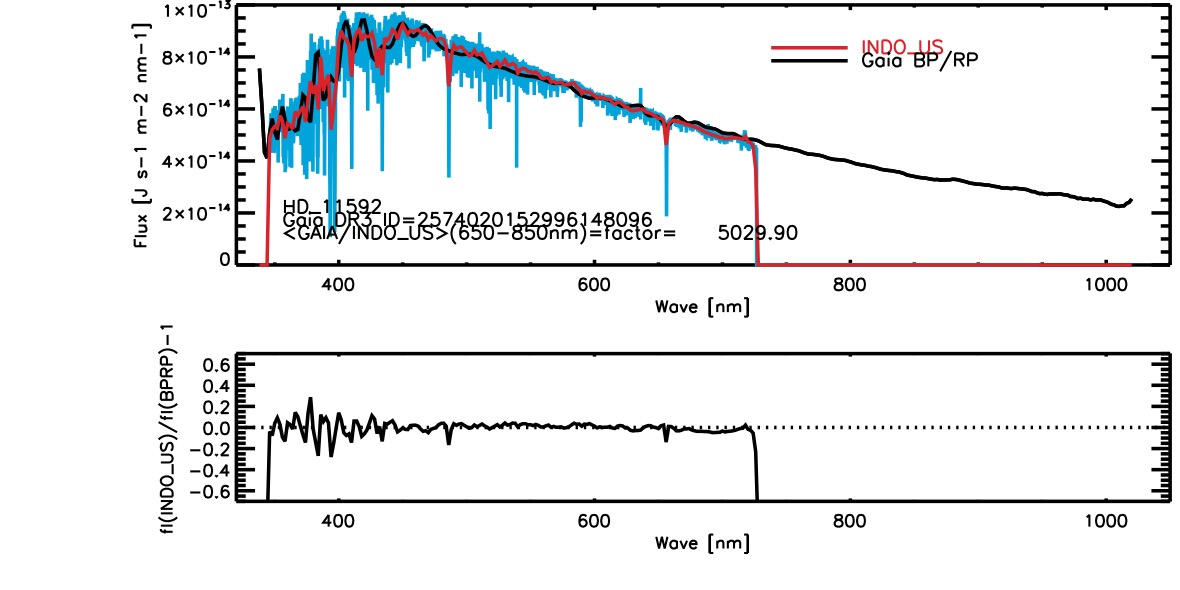 1×10−13
8×10−14
6×10−14
4×10−14
2×10−14
0
Flux [J s−1 m−2 nm−1]
INDO_US
Gaia BP/RP
HD_11592
Gaia DR3 ID=2574020152996148096
<GAIA/INDO_US>(650−850nm)=factor= 5029.90
400 600 800 1000
Wave [nm]
fl(INDO_US)/fl(BPRP)−1
0.6
0.4
0.2
0.0
−0.2
−0.4
−0.6
400 600 800 1000
Wave [nm]